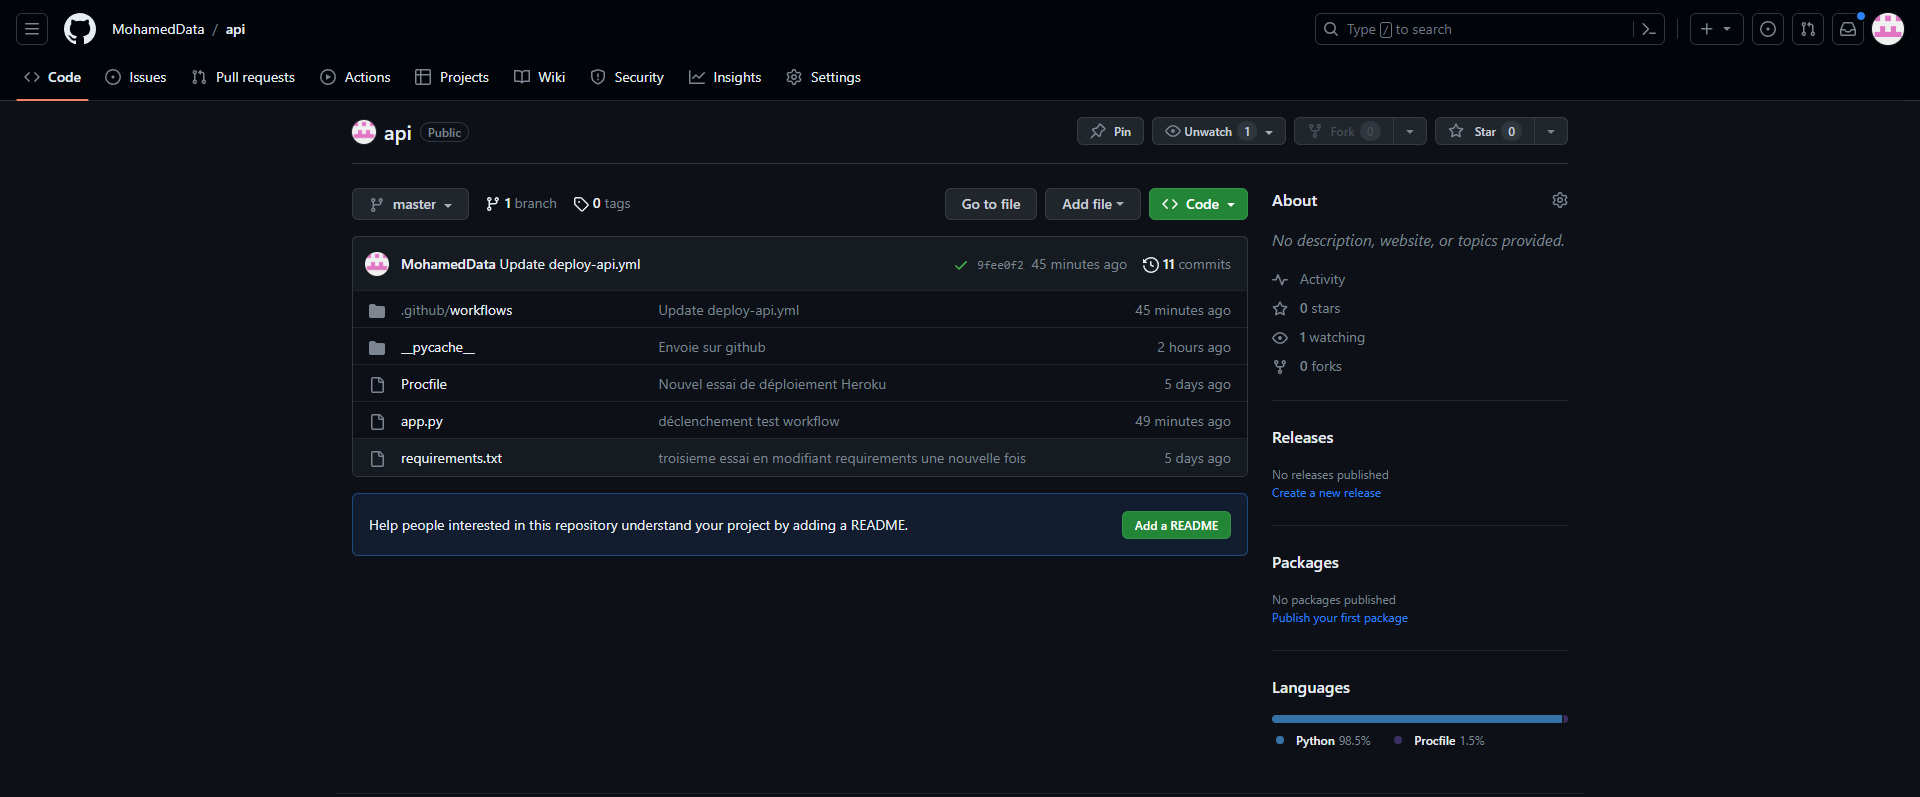 MohamedData / api
Type / to search
Code Issues Pull requests Actions Projects Wiki Security Insights Settings
api Public
Pin Unwatch 1 Fork 0 Star 0
master 1 branch 0 tags Go to file Add file Code
MohamedData Update deploy-api.yml 9fee0f2 45 minutes ago 11 commits
.github/workflows Update deploy-api.yml 45 minutes ago
__pycache__ Envoie sur github 2 hours ago
Procfile Nouvel essai de déploiement Heroku 5 days ago
app.py déclenchement test workflow 49 minutes ago
requirements.txt troisieme essai en modifiant requirements une nouvelle fois 5 days ago
Help people interested in this repository understand your project by adding a README. Add a README
About
No description, website, or topics provided.
Activity
0 stars
1 watching
0 forks
Releases
No releases published
Create a new release
Packages
No packages published
Publish your first package
Languages
Python 98.5% Procfile 1.5%